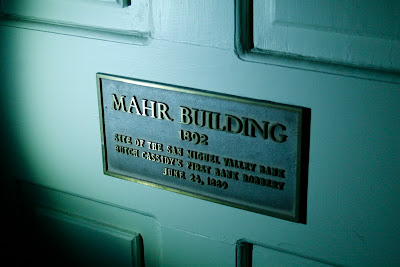 MAHR BUILDING
1892
SITE OF THE SAN MIGUEL VALLEY BANK
BUTCH CASSIDY'S FIRST BANK ROBBERY
JUNE 24, 1889